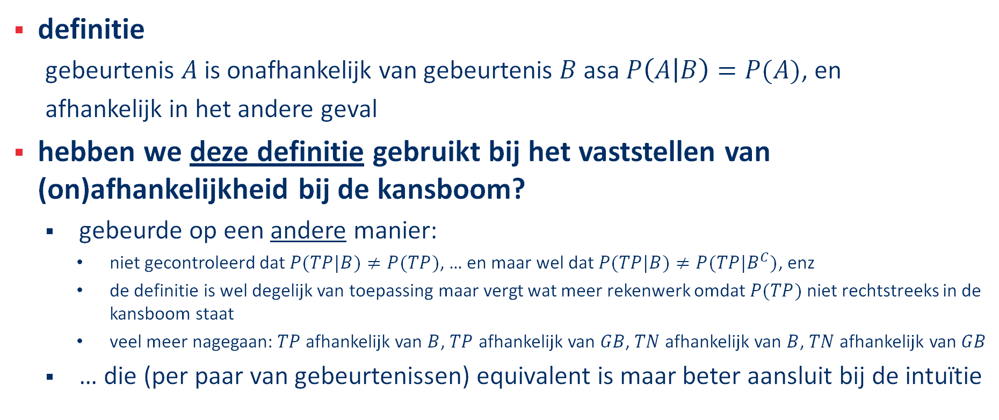 ▪ definitie
gebeurtenis A is onafhankelijk van gebeurtenis B asa P(A|B) = P(A), en
afhankelijk in het andere geval
▪ hebben we deze definitie gebruikt bij het vaststellen van
(on)afhankelijkheid bij de kansboom?
▪ gebeurde op een andere manier:
• niet gecontroleerd dat P(TP|B) ≠ P(TP), … en maar wel dat P(TP|B) ≠ P(TP|Bᶜ), enz
• de definitie is wel degelijk van toepassing maar vergt wat meer rekenwerk omdat P(TP) niet rechtstreeks in de
kansboom staat
• veel meer nagegaan: TP afhankelijk van B, TP afhankelijk van GB, TN afhankelijk van B, TN afhankelijk van GB
▪ … die (per paar van gebeurtenissen) equivalent is maar beter aansluit bij de intuïtie